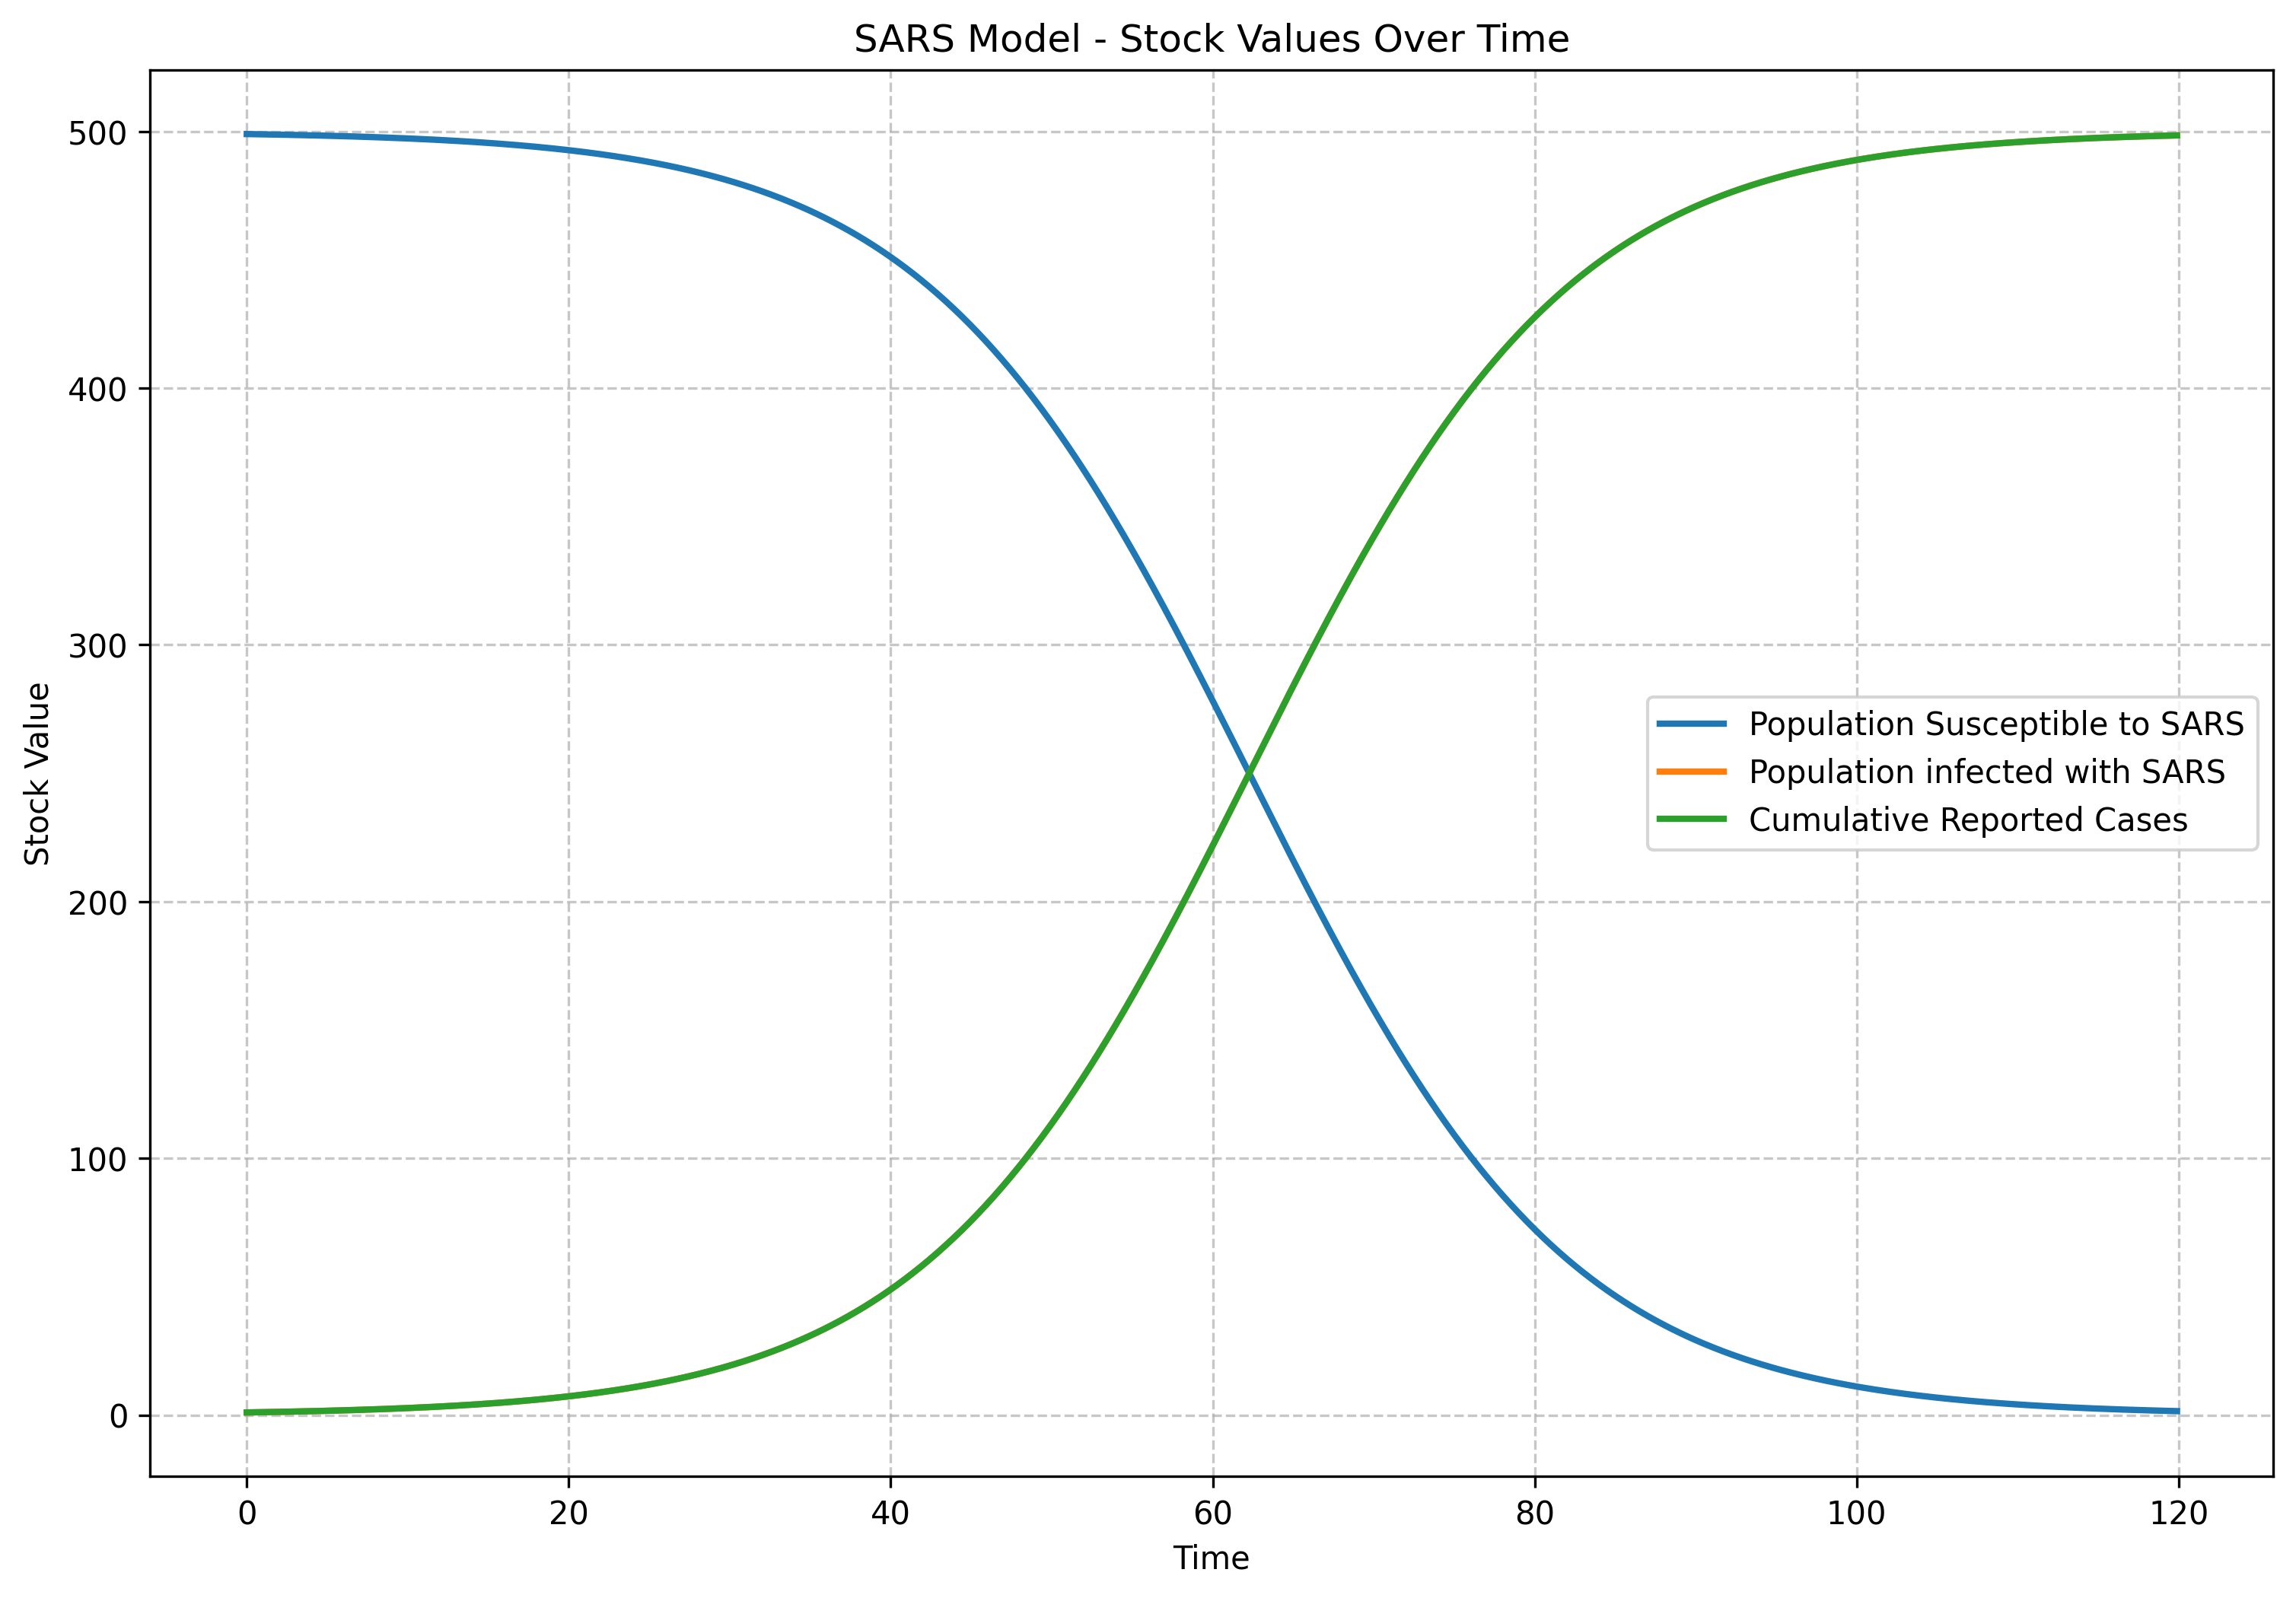 SARS Model - Stock Values Over Time
500
400
300
200
100
0
Stock Value
Population Susceptible to SARS
Population infected with SARS
Cumulative Reported Cases
0 20 40 60 80 100 120
Time